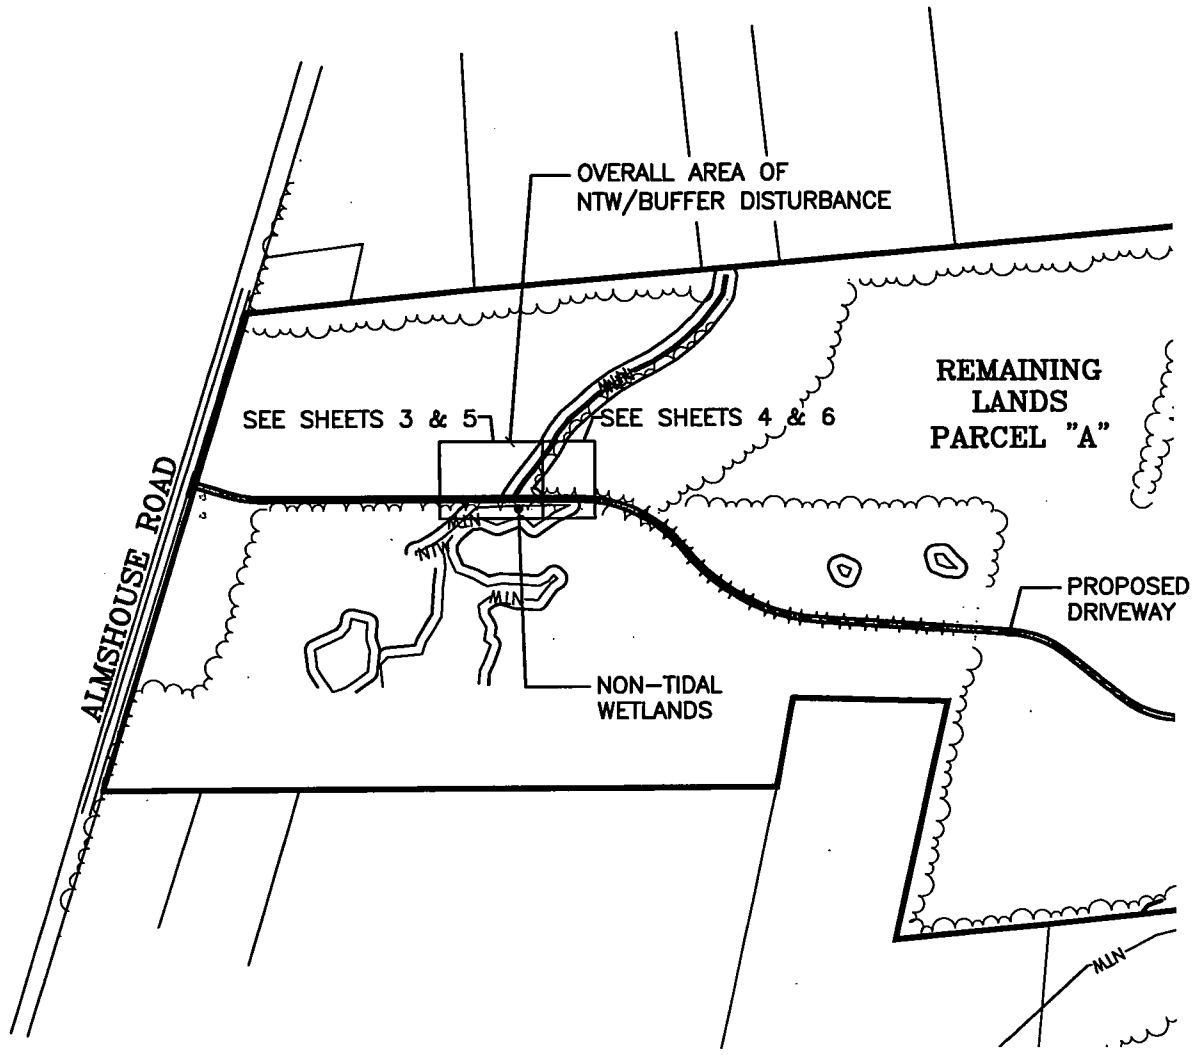 OVERALL AREA OF
NTW/BUFFER DISTURBANCE
NTW
REMAINING
LANDS
PARCEL "A"
SEE SHEETS 3 & 5
SEE SHEETS 4 & 6
ALMSHOUSE ROAD
NTW
NTW
NTW
PROPOSED
DRIVEWAY
NON-TIDAL
WETLANDS
NTW